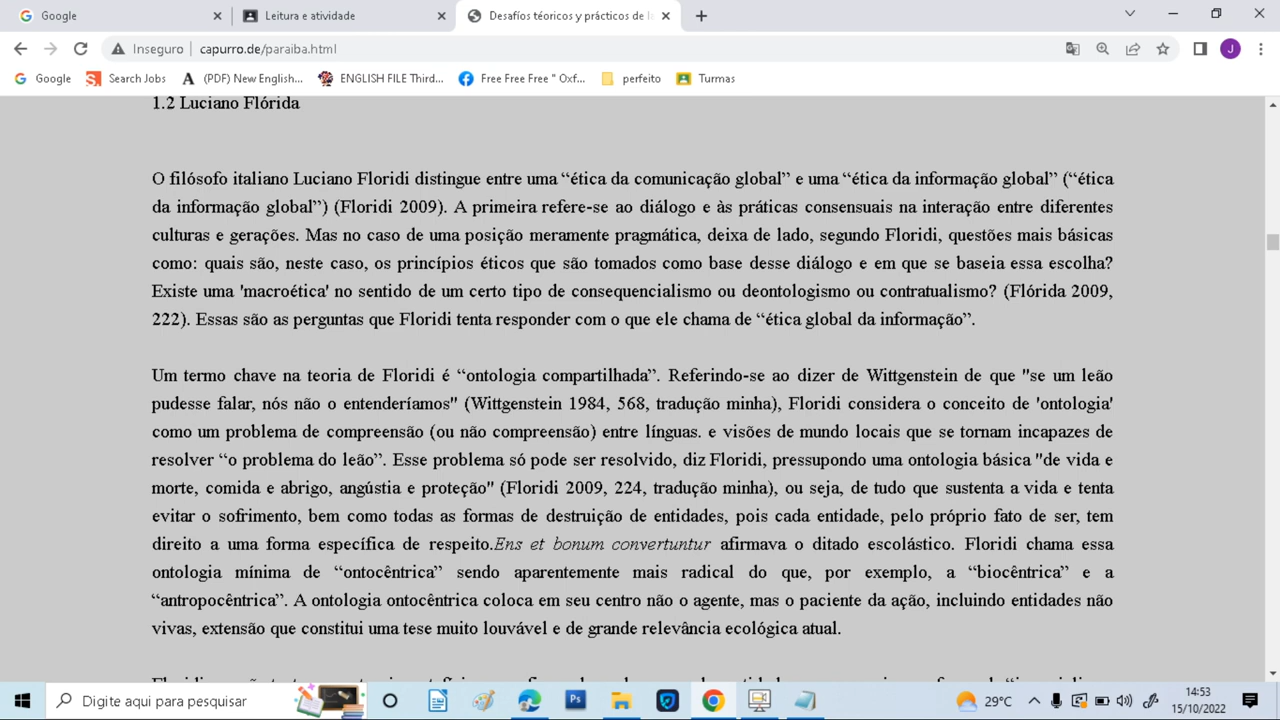 Google
Leitura e atividade
Desafíos téoricos y prácticos de la
Inseguro
capurro.de/paraiba.html
J
Google
Search Jobs
(PDF) New English...
ENGLISH FILE Third...
Free Free Free " Oxf...
perfeito
Turmas
1.2 Luciano Flórida
O filósofo italiano Luciano Floridi distingue entre uma “ética da comunicação global” e uma “ética da informação global” (“ética
da informação global”) (Floridi 2009). A primeira refere-se ao diálogo e às práticas consensuais na interação entre diferentes
culturas e gerações. Mas no caso de uma posição meramente pragmática, deixa de lado, segundo Floridi, questões mais básicas
como: quais são, neste caso, os princípios éticos que são tomados como base desse diálogo e em que se baseia essa escolha?
Existe uma 'macroética' no sentido de um certo tipo de consequencialismo ou deontologismo ou contratualismo? (Flórida 2009,
222). Essas são as perguntas que Floridi tenta responder com o que ele chama de “ética global da informação”.
Um termo chave na teoria de Floridi é “ontologia compartilhada”. Referindo-se ao dizer de Wittgenstein de que "se um leão
pudesse falar, nós não o entenderíamos" (Wittgenstein 1984, 568, tradução minha), Floridi considera o conceito de 'ontologia'
como um problema de compreensão (ou não compreensão) entre línguas. e visões de mundo locais que se tornam incapazes de
resolver “o problema do leão”. Esse problema só pode ser resolvido, diz Floridi, pressupondo uma ontologia básica "de vida e
morte, comida e abrigo, angústia e proteção" (Floridi 2009, 224, tradução minha), ou seja, de tudo que sustenta a vida e tenta
evitar o sofrimento, bem como todas as formas de destruição de entidades, pois cada entidade, pelo próprio fato de ser, tem
direito a uma forma específica de respeito.Ens et bonum convertuntur afirmava o ditado escolástico. Floridi chama essa
ontologia mínima de “ontocêntrica” sendo aparentemente mais radical do que, por exemplo, a “biocêntrica” e a
“antropocêntrica”. A ontologia ontocêntrica coloca em seu centro não o agente, mas o paciente da ação, incluindo entidades não
vivas, extensão que constitui uma tese muito louvável e de grande relevância ecológica atual.
Digite aqui para pesquisar
Ps
29°C
14:53
15/10/2022